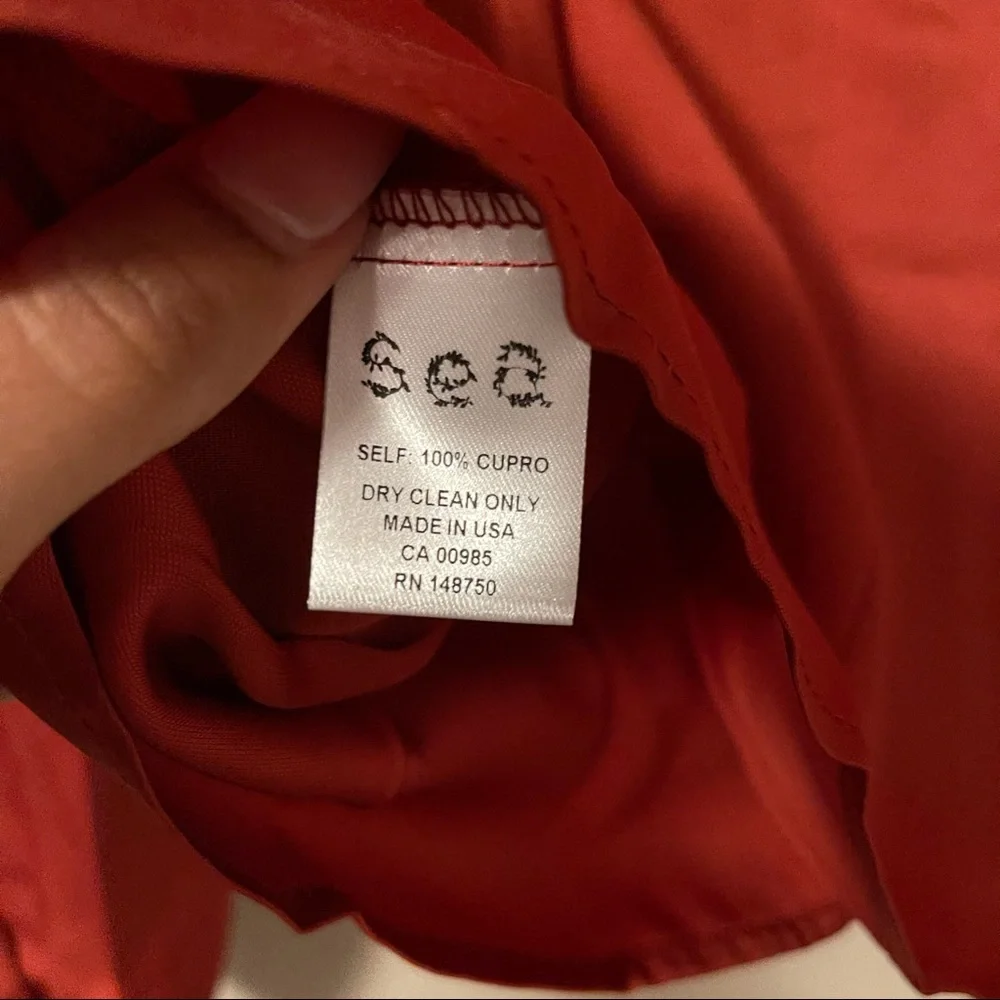 sea
SELF: 100% CUPRO
DRY CLEAN ONLY
MADE IN USA
CA 00985
RN 148750